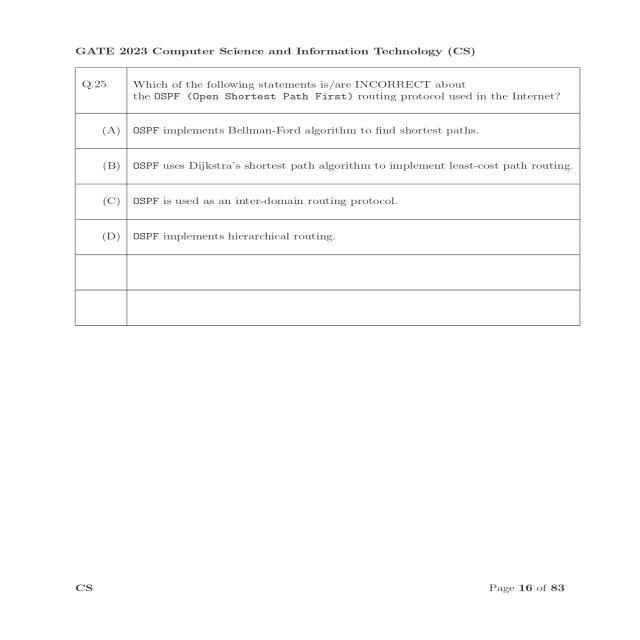 GATE 2023 Computer Science and Information Technology (CS)
Q.25 Which of the following statements is/are INCORRECT about
the OSPF (Open Shortest Path First) routing protocol used in the Internet?
(A) OSPF implements Bellman-Ford algorithm to find shortest paths.
(B) OSPF uses Dijkstra's shortest path algorithm to implement least-cost path routing.
(C) OSPF is used as an inter-domain routing protocol.
(D) OSPF implements hierarchical routing.
CS Page 16 of 83